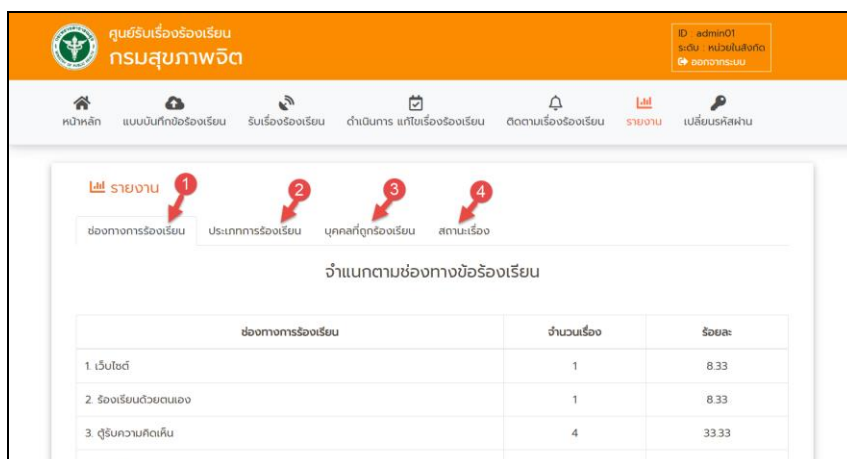 ศูนย์รับเรื่องร้องเรียน
กรมสุขภาพจิต
ID : admin01
ระดับ : หน่วยในสังกัด
ออกจากระบบ
หน้าหลัก แบบบันทึกข้อร้องเรียน รับเรื่องร้องเรียน ดำเนินการ แก้ไขเรื่องร้องเรียน ติดตามเรื่องร้องเรียน รายงาน เปลี่ยนรหัสผ่าน
รายงาน 1 2 3 4
ช่องทางการร้องเรียน ประเภทการร้องเรียน บุคคลที่ถูกร้องเรียน สถานะเรื่อง
จำแนกตามช่องทางข้อร้องเรียน
ช่องทางการร้องเรียน จำนวนเรื่อง ร้อยละ
1. เว็บไซต์ 1 8.33
2. ร้องเรียนด้วยตนเอง 1 8.33
3. ตู้รับความคิดเห็น 4 33.33